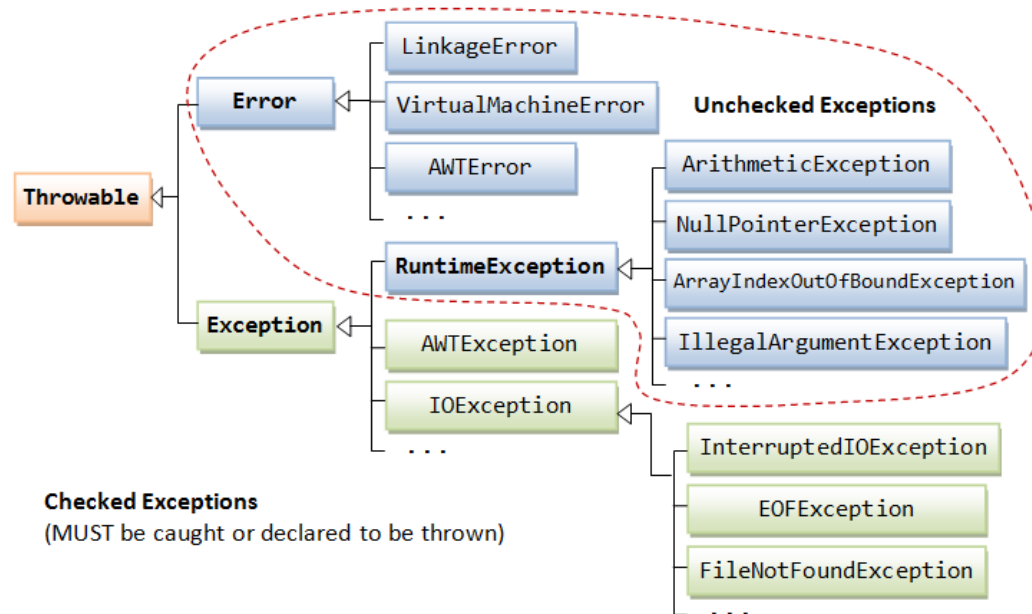 LinkageError
Error
VirtualMachineError
Unchecked Exceptions
AWTError
ArithmeticException
Throwable
...
NullPointerException
RuntimeException
ArrayIndexOutOfBoundException
Exception
AWTException
IllegalArgumentException
...
IOException
...
InterruptedIOException
Checked Exceptions
(MUST be caught or declared to be thrown)
EOFException
FileNotFoundException
...